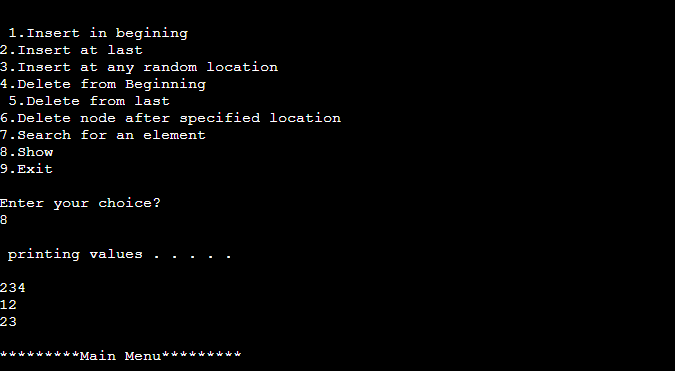 1.Insert in begining
2.Insert at last
3.Insert at any random location
4.Delete from Beginning
5.Delete from last
6.Delete node after specified location
7.Search for an element
8.Show
9.Exit
Enter your choice?
8
printing values . . . . .
234
12
23
*********Main Menu*********